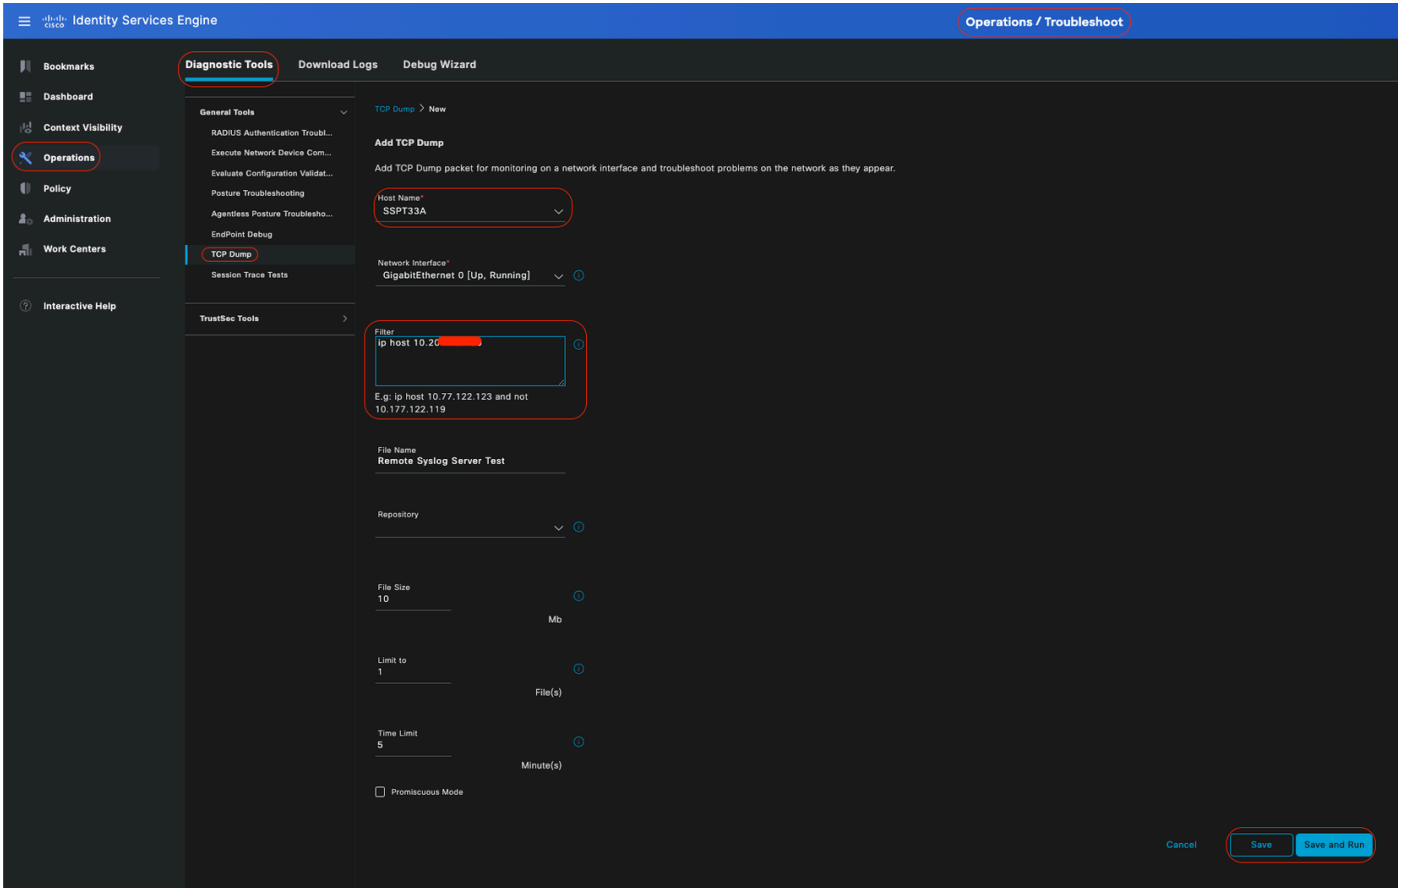 cisco Identity Services Engine
Operations / Troubleshoot
Bookmarks
Dashboard
Context Visibility
Operations
Policy
Administration
Work Centers
Interactive Help
Diagnostic Tools
Download Logs
Debug Wizard
General Tools
RADIUS Authentication Troubl...
Execute Network Device Com...
Evaluate Configuration Validat...
Posture Troubleshooting
Agentless Posture Troublesho...
EndPoint Debug
TCP Dump
Session Trace Tests
TrustSec Tools
TCP Dump > New
Add TCP Dump
Add TCP Dump packet for monitoring on a network interface and troubleshoot problems on the network as they appear.
Host Name*
SSPT33A
Network Interface*
GigabitEthernet 0 [Up, Running]
Filter
ip host 10.20
E.g: ip host 10.77.122.123 and not
10.177.122.119
File Name
Remote Syslog Server Test
Repository
File Size
10
Mb
Limit to
1
File(s)
Time Limit
5
Minute(s)
Promiscuous Mode
Cancel
Save
Save and Run